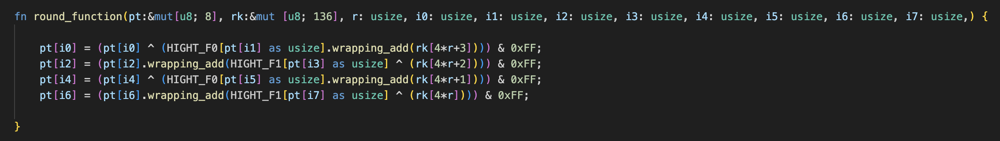 fn round_function(pt:&mut[u8; 8], rk:&mut [u8; 136], r: usize, i0: usize, i1: usize, i2: usize, i3: usize, i4: usize, i5: usize, i6: usize, i7: usize,) {
pt[i0] = (pt[i0] ^ (HIGHT_F0[pt[i1] as usize].wrapping_add(rk[4*r+3]))) & 0xFF;
pt[i2] = (pt[i2].wrapping_add(HIGHT_F1[pt[i3] as usize] ^ (rk[4*r+2]))) & 0xFF;
pt[i4] = (pt[i4] ^ (HIGHT_F0[pt[i5] as usize].wrapping_add(rk[4*r+1]))) & 0xFF;
pt[i6] = (pt[i6].wrapping_add(HIGHT_F1[pt[i7] as usize] ^ (rk[4*r]))) & 0xFF;
}